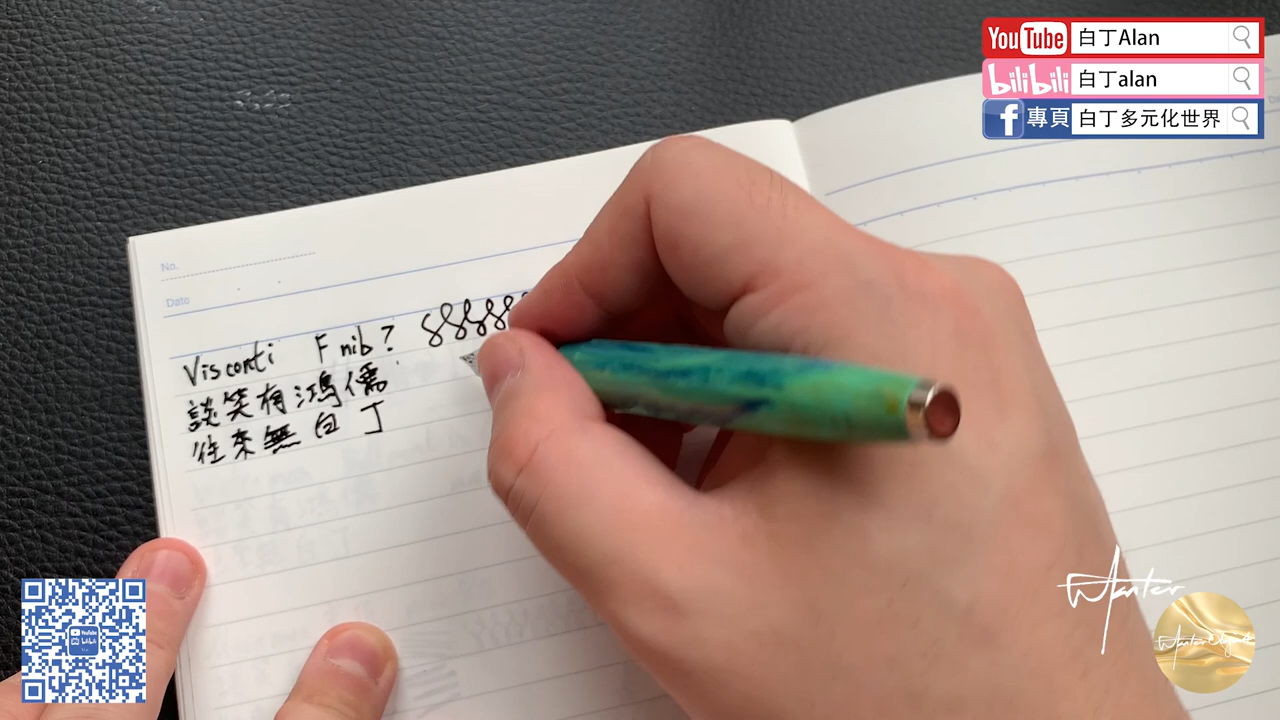 YouTube 白丁Alan
bilibili 白丁alan
f 專頁 白丁多元化世界
No.
Date
Visconti F nib? 88888
談笑有鴻儒
往來無白丁